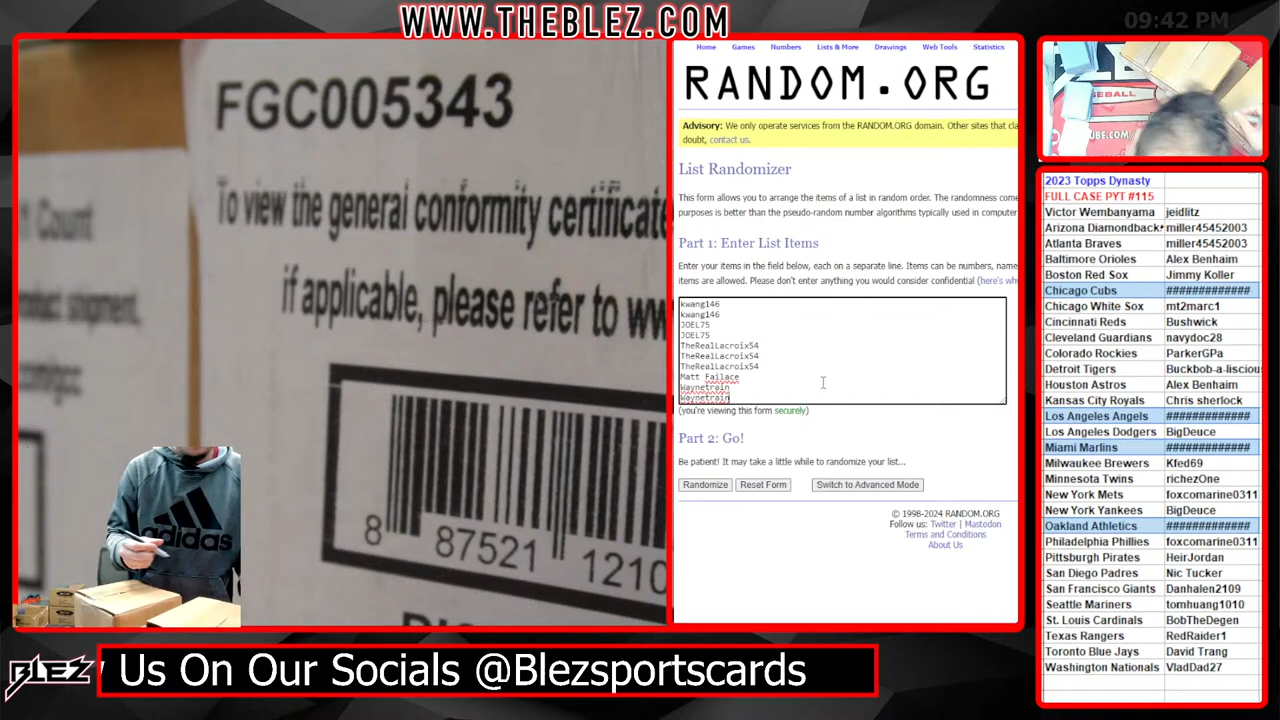 WWW.THEBLEZ.COM
09:42 PM
FGC005343
To view the general conformity certificate
if applicable, please refer to
Count
8 87521 1210
Home Games Numbers Lists & More Drawings Web Tools Statistics
RANDOM.ORG
Advisory: We only operate services from the RANDOM.ORG domain. Other sites that
doubt, contact us.
List Randomizer
This form allows you to arrange the items of a list in random order. The randomness
purposes is better than the pseudo-random number algorithms typically used in computer
Part 1: Enter List Items
Enter your items in the field below, each on a separate line. Items can be numbers,
items are allowed. Please don't enter anything you would consider confidential (here's
kwang146
kwang146
JOEL75
JOEL75
TheRealLacroix54
TheRealLacroix54
TheRealLacroix54
Matt Failace
Waynetrain
Waynetrain
(you're viewing this form securely)
Part 2: Go!
Be patient! It may take a little while to randomize your list...
Randomize Reset Form Switch to Advanced Mode
© 1998-2024 RANDOM.ORG
Follow us: Twitter | Mastodon
Terms and Conditions
About Us
BASEBALL
2023 Topps Dynasty
FULL CASE PYT #115
Victor Wembanyama jeidlitz
Arizona Diamondback miller45452003
Atlanta Braves miller45452003
Baltimore Orioles Alex Benhaim
Boston Red Sox Jimmy Koller
Chicago Cubs #############
Chicago White Sox mt2marc1
Cincinnati Reds Bushwick
Cleveland Guardians navydoc28
Colorado Rockies ParkerGPa
Detroit Tigers Buckbob-a-liscious
Houston Astros Alex Benhaim
Kansas City Royals Chris sherlock
Los Angeles Angels #############
Los Angeles Dodgers BigDeuce
Miami Marlins #############
Milwaukee Brewers Kfed69
Minnesota Twins richezOne
New York Mets foxcomarine0311
New York Yankees BigDeuce
Oakland Athletics #############
Philadelphia Phillies foxcomarine0311
Pittsburgh Pirates HeirJordan
San Diego Padres Nic Tucker
San Francisco Giants Danhalen2109
Seattle Mariners tomhuang1010
St. Louis Cardinals BobTheDegen
Texas Rangers RedRaider1
Toronto Blue Jays David Trang
Washington Nationals VladDad27
adidas
BLEZ
Us On Our Socials @Blezsportscards